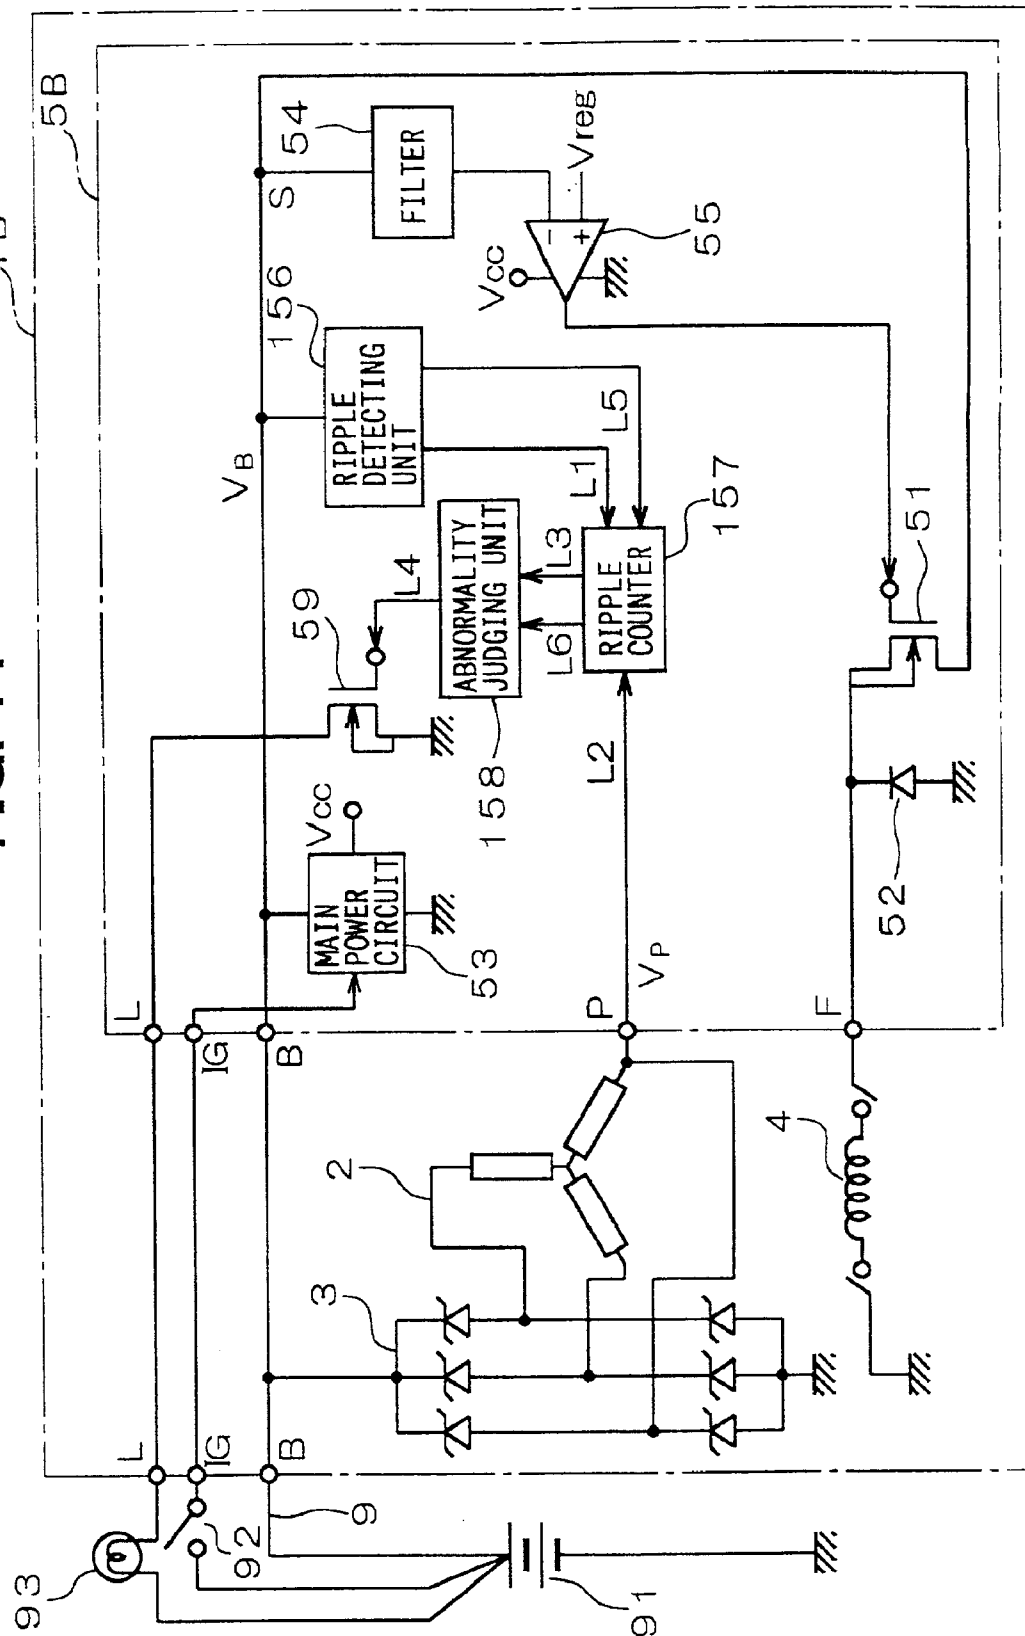 5B
93
L
IG
92
B
9
91
L
IG
B
3
2
4
P
VP
F
MAIN
POWER
CIRCUIT
53
Vcc
59
L4
ABNORMALITY
JUDGING UNIT
158
L6
L3
L2
RIPPLE
COUNTER
157
L1
L5
VB
RIPPLE
DETECTING
UNIT
156
S
FILTER
54
Vcc
−
+
Vreg
55
51
52